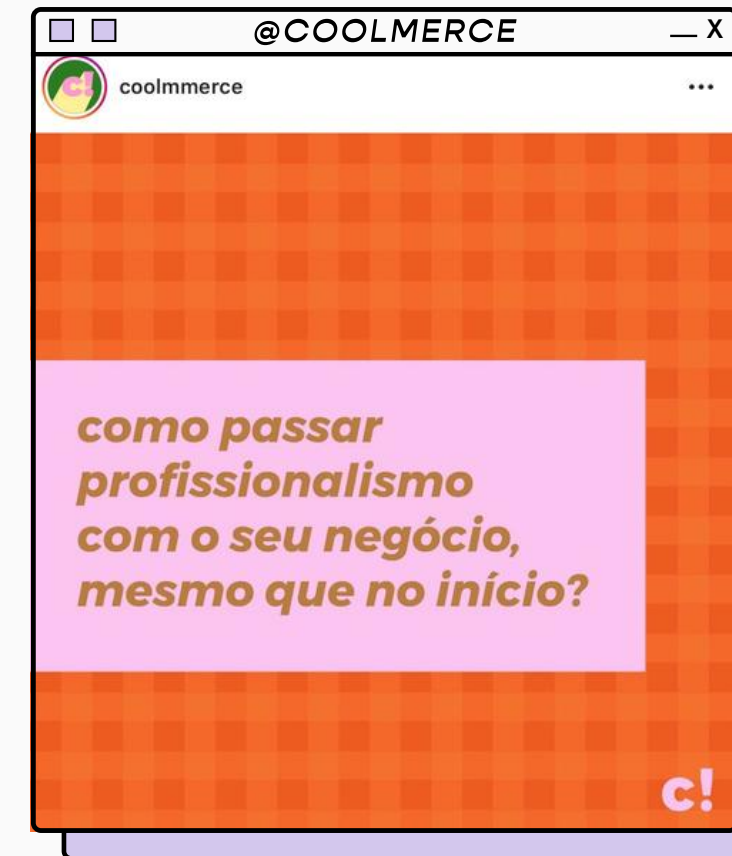 @COOLMERCE
X
c!
coolmmerce
como passar
profissionalismo
com o seu negócio,
mesmo que no início?
c!